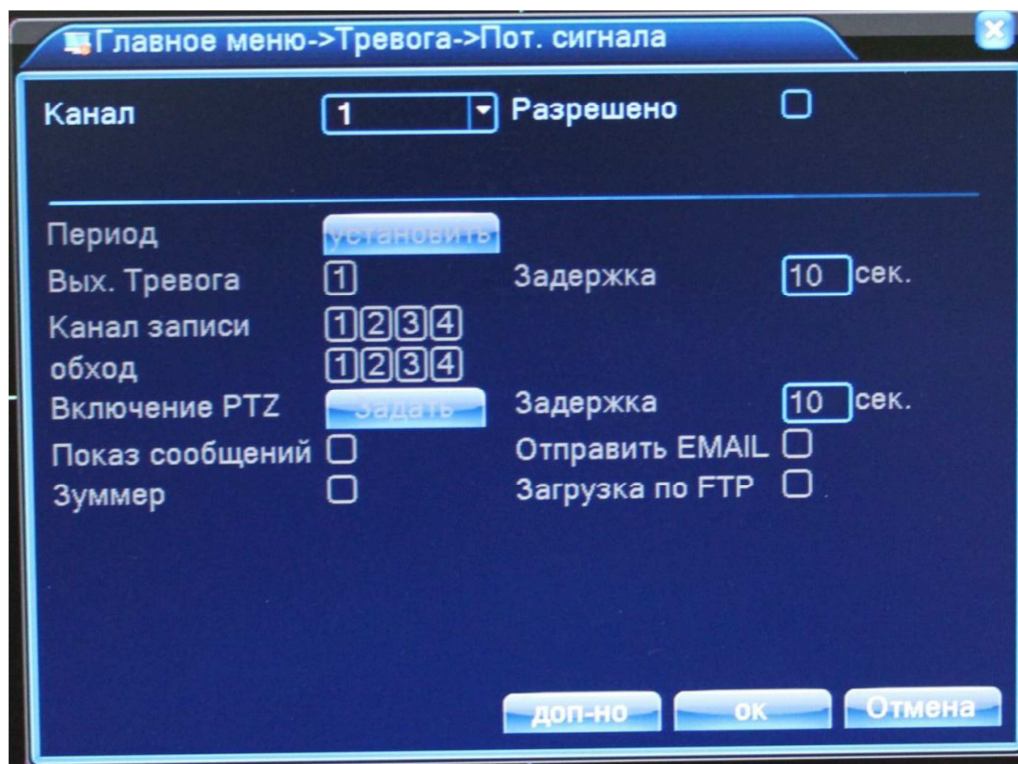 Главное меню->Тревога->Пот. сигнала
Канал 1 Разрешено
Период установить
Вых. Тревога 1 Задержка 10 сек.
Канал записи 1 2 3 4
обход 1 2 3 4
Включение PTZ Задать Задержка 10 сек.
Показ сообщений Отправить EMAIL
Зуммер Загрузка по FTP
доп-но ок Отмена